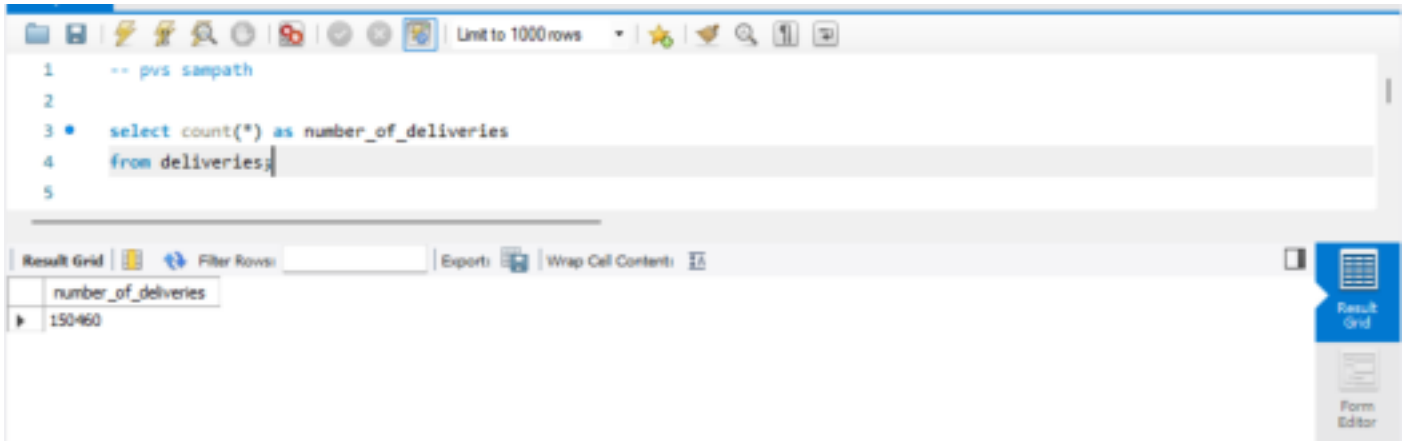 Limit to 1000 rows
1 -- pvs sampath
2
3 select count(*) as number_of_deliveries
4 from deliveries;
5
Result Grid Filter Rows: Export: Wrap Cell Content:
number_of_deliveries
150460
Result
Grid
Form
Editor